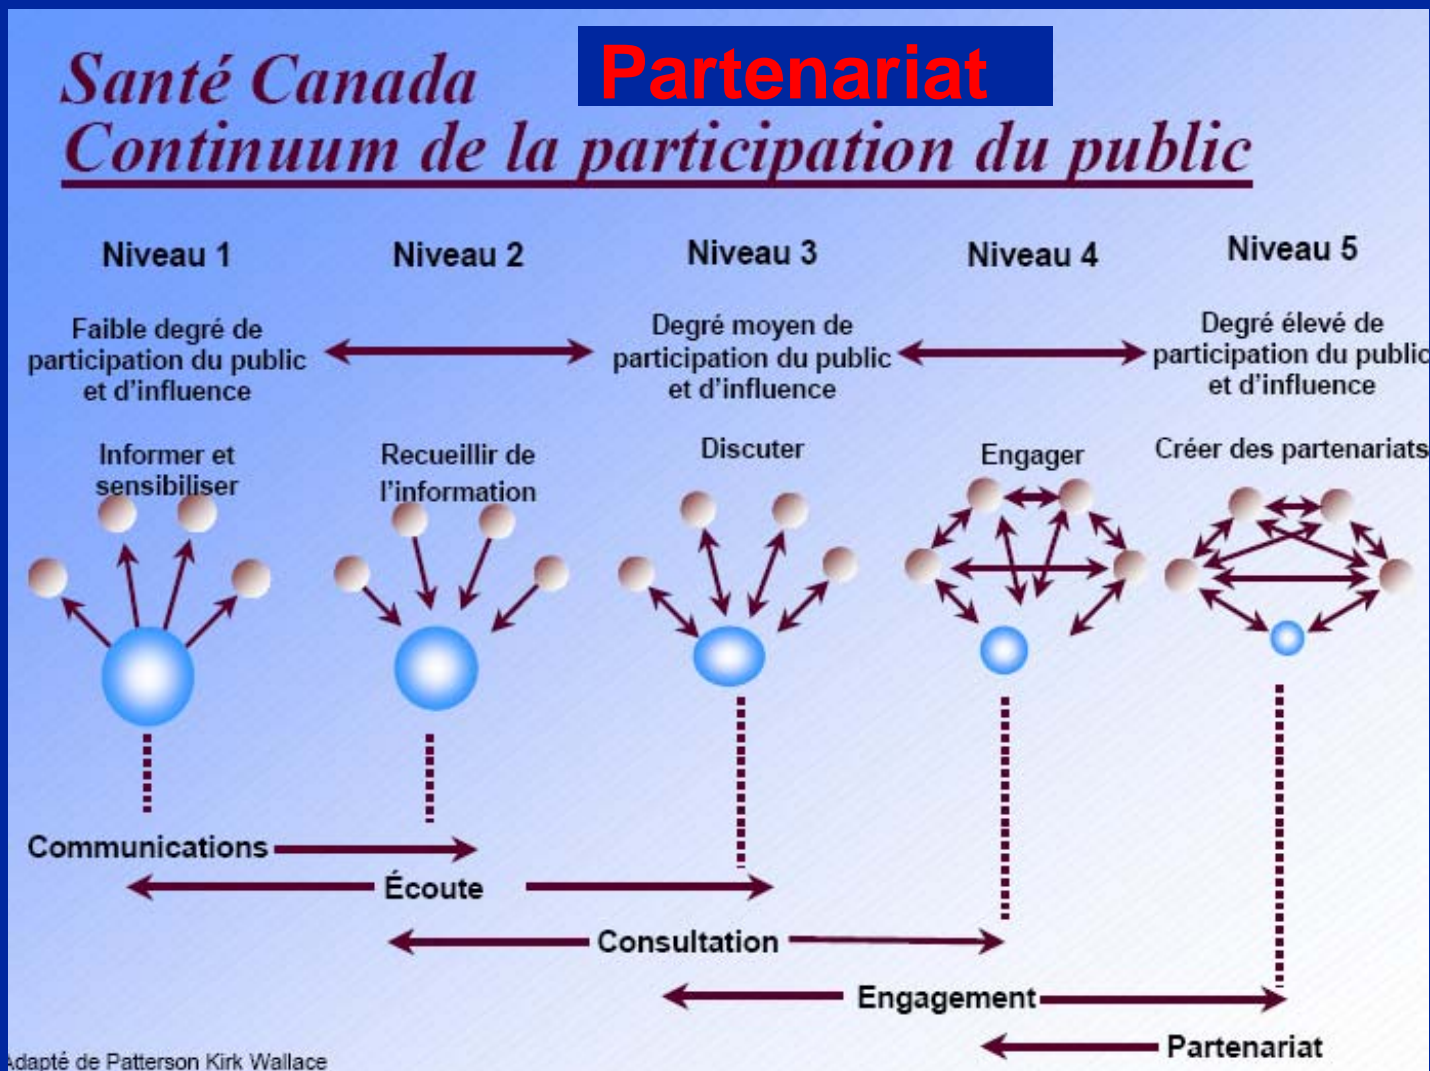 Santé Canada
Partenariat
Continuum de la participation du public
Niveau 1
Niveau 2
Niveau 3
Niveau 4
Niveau 5
Faible degré de
participation du public
et d'influence
Degré moyen de
participation du public
et d'influence
Degré élevé de
participation du public
et d'influence
Informer et
sensibiliser
Recueillir de
l'information
Discuter
Engager
Créer des partenariats
Communications
Écoute
Consultation
Engagement
Partenariat
Adapté de Patterson Kirk Wallace